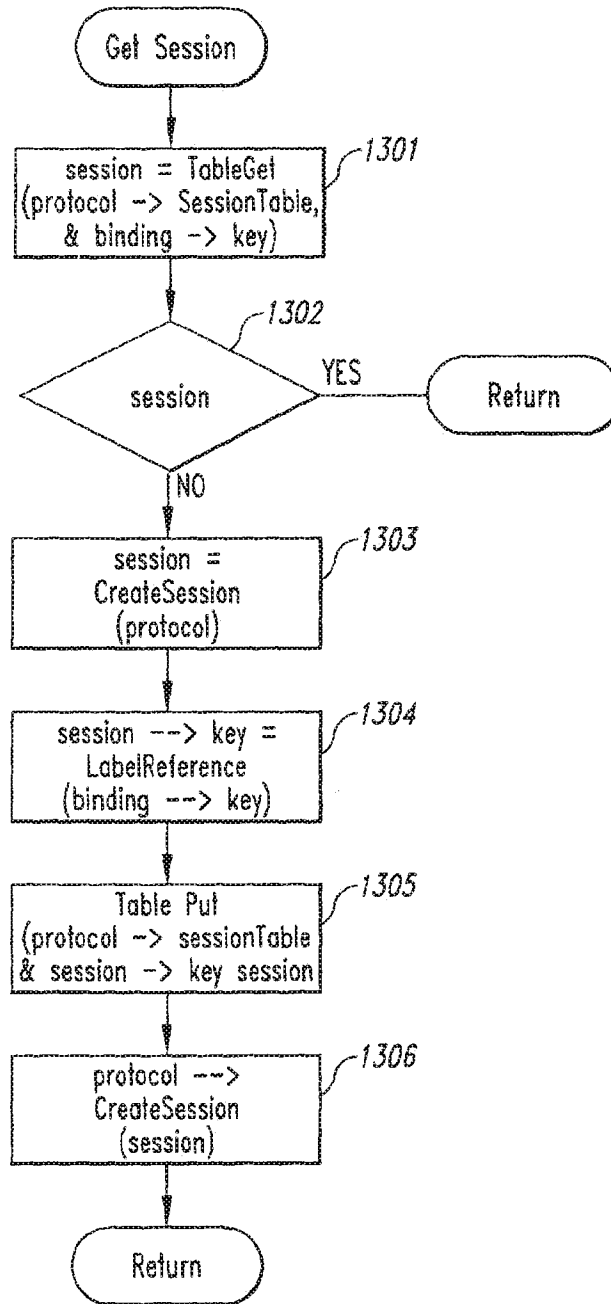 Get Session
1301
session = TableGet
(protocol -> SessionTable,
& binding -> key)
1302
session
YES
Return
NO
1303
session =
CreateSession
(protocol)
1304
session --> key =
LabelReference
(binding --> key)
1305
Table Put
(protocol -> sessionTable
& session -> key session
1306
protocol -->
CreateSession
(session)
Return